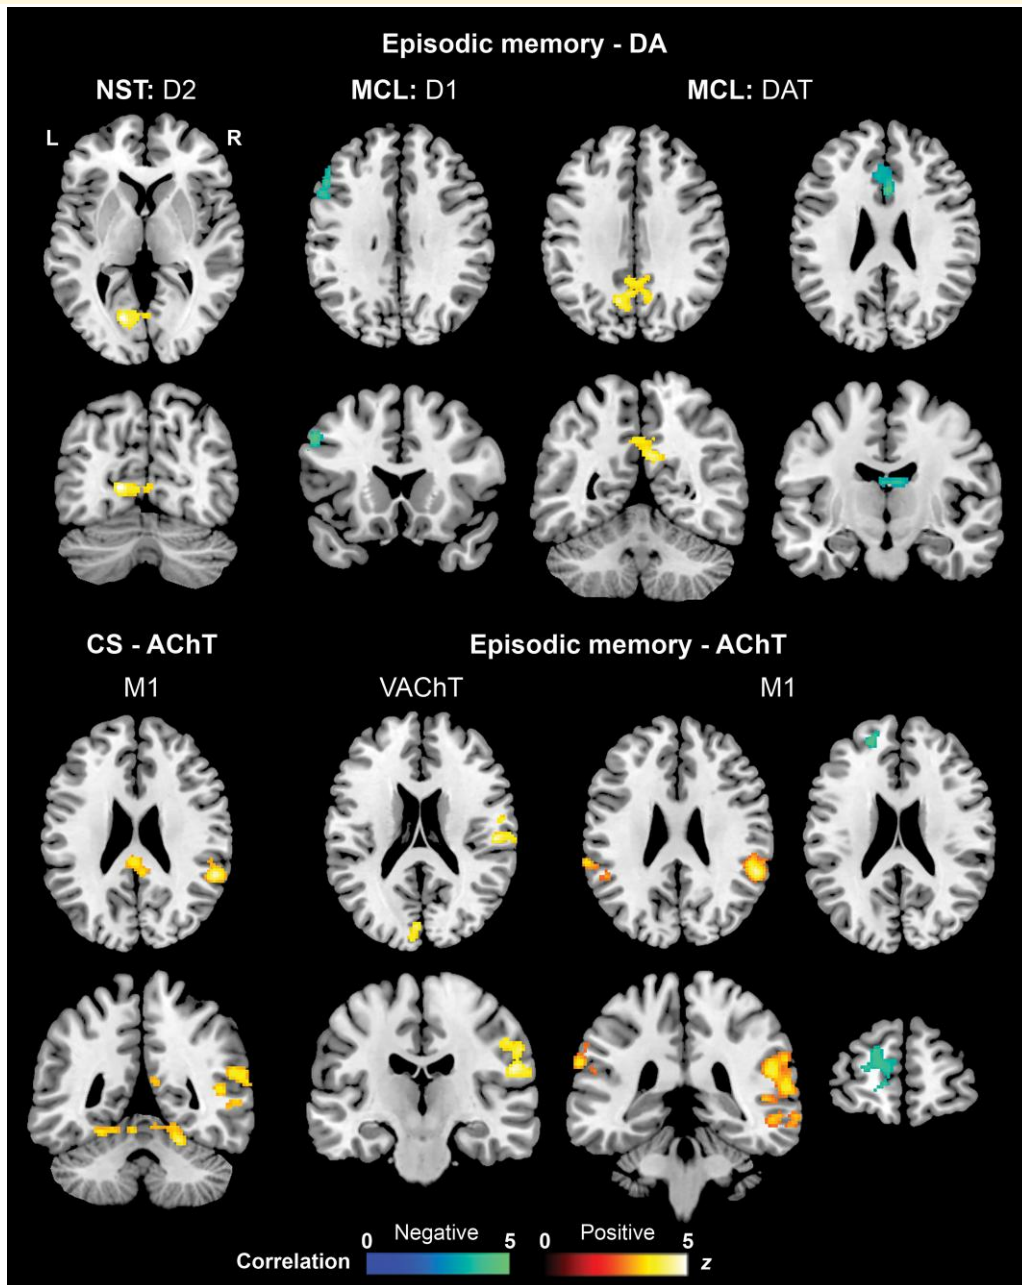 Episodic memory - DA
NST: D2 MCL: D1 MCL: DAT
L R
CS - AChT Episodic memory - AChT
M1 VAChT M1
0 Negative 5 0 Positive 5
Correlation z